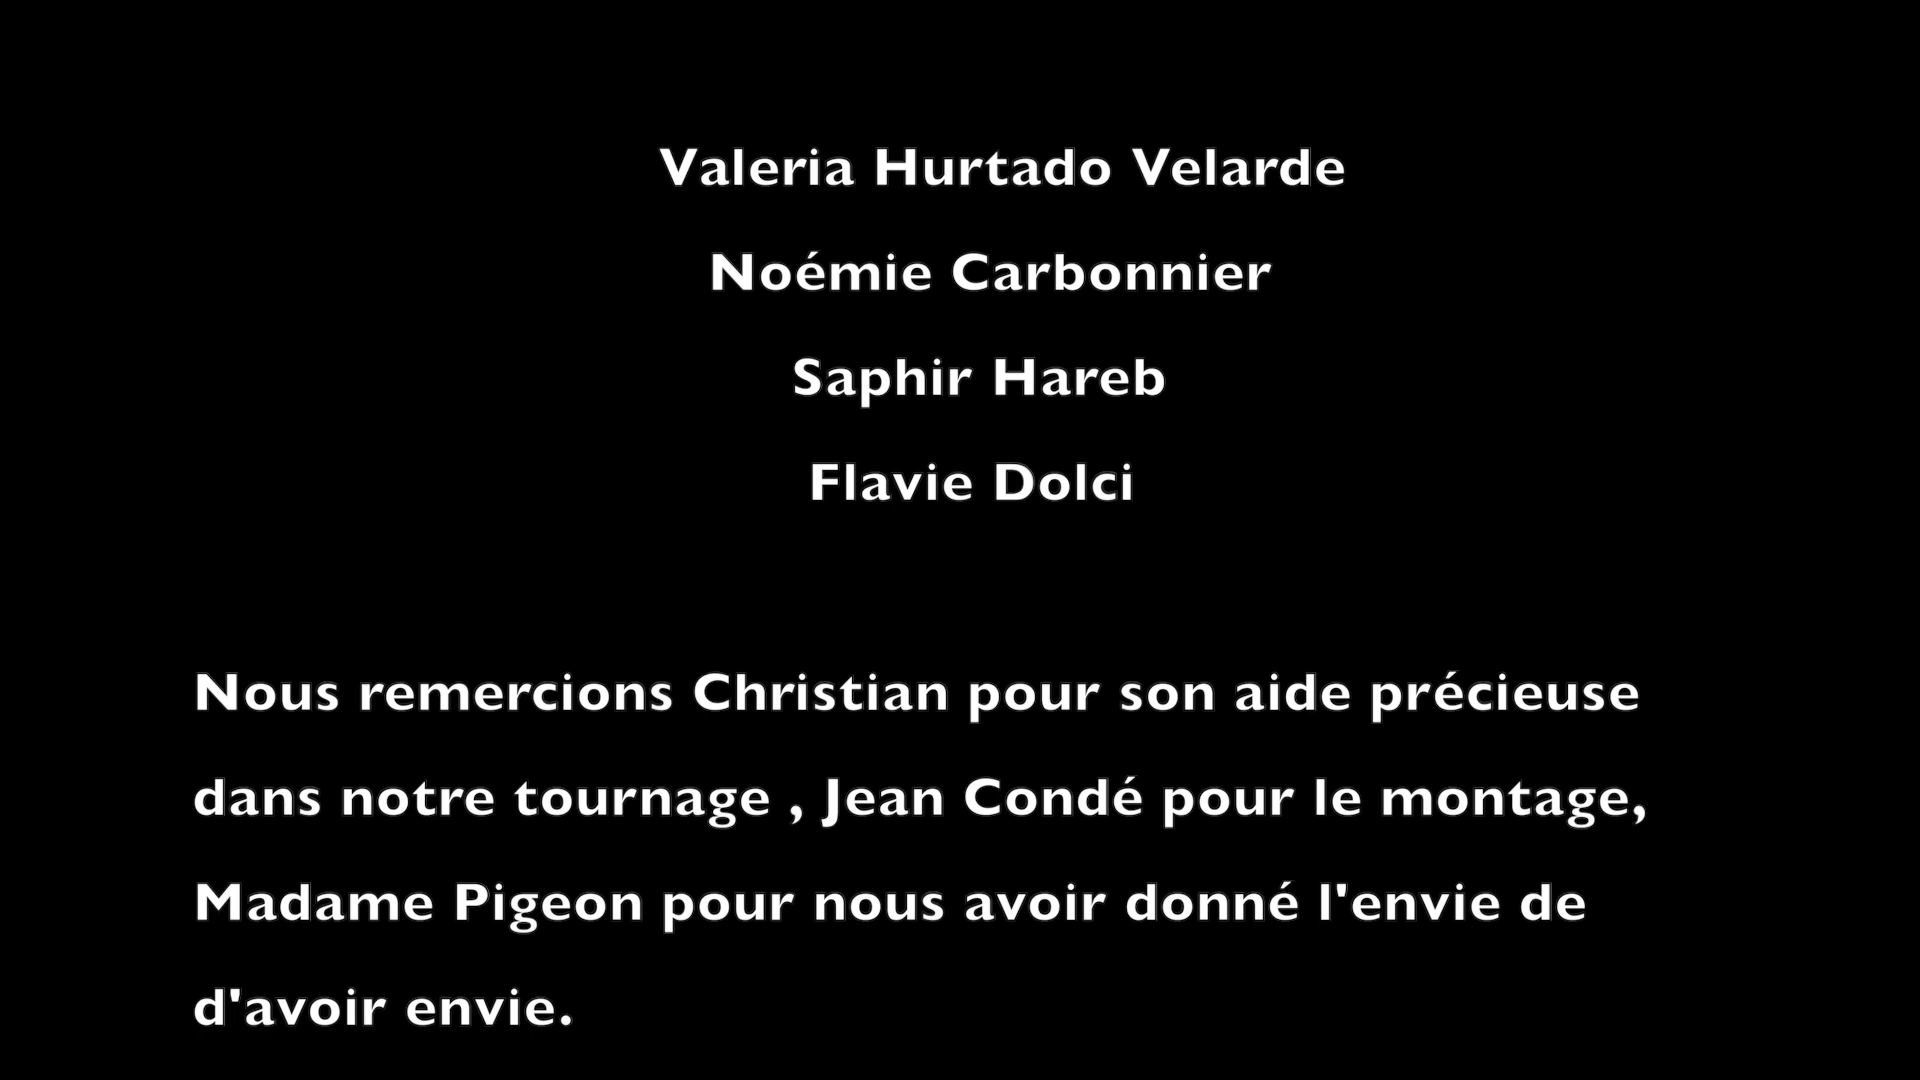 Valeria Hurtado Velarde
Noémie Carbonnier
Saphir Hareb
Flavie Dolci
Nous remercions Christian pour son aide précieuse
dans notre tournage , Jean Condé pour le montage,
Madame Pigeon pour nous avoir donné l'envie de
d'avoir envie.